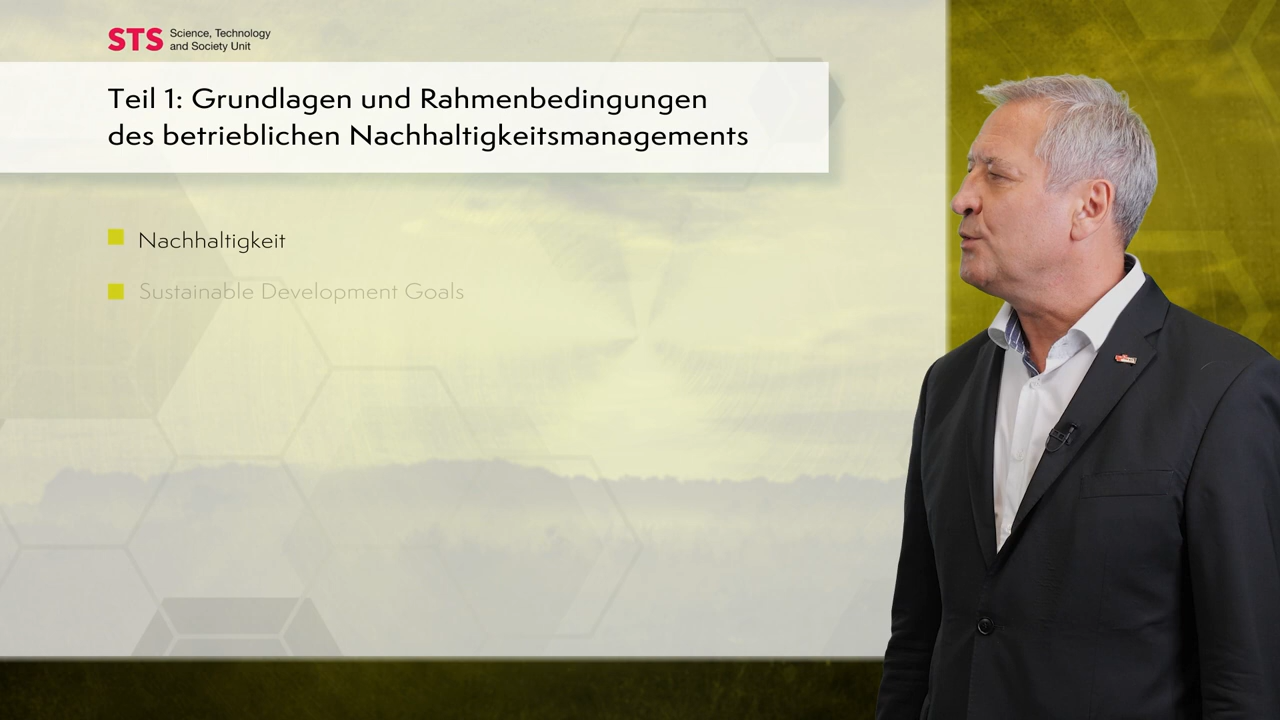 STS Science, Technology
and Society Unit
Teil 1: Grundlagen und Rahmenbedingungen
des betrieblichen Nachhaltigkeitsmanagements
Nachhaltigkeit
Sustainable Development Goals